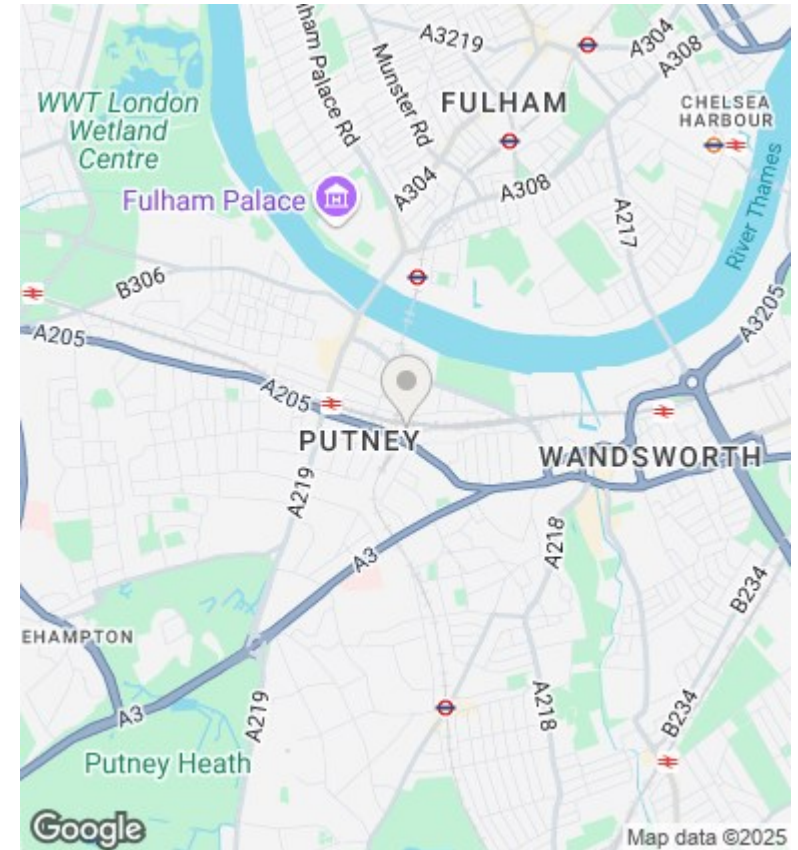 A3219
A304
A308
ham Palace Rd
Munster Rd
FULHAM
CHELSEA
HARBOUR
WWT London
Wetland
Centre
A304
A308
Fulham Palace
A217
River Thames
B306
A3205
A205
A205
PUTNEY
WANDSWORTH
A219
A218
A3
B234
EHAMPTON
A219
A218
A3
B234
Putney Heath
Google
Map data ©2025